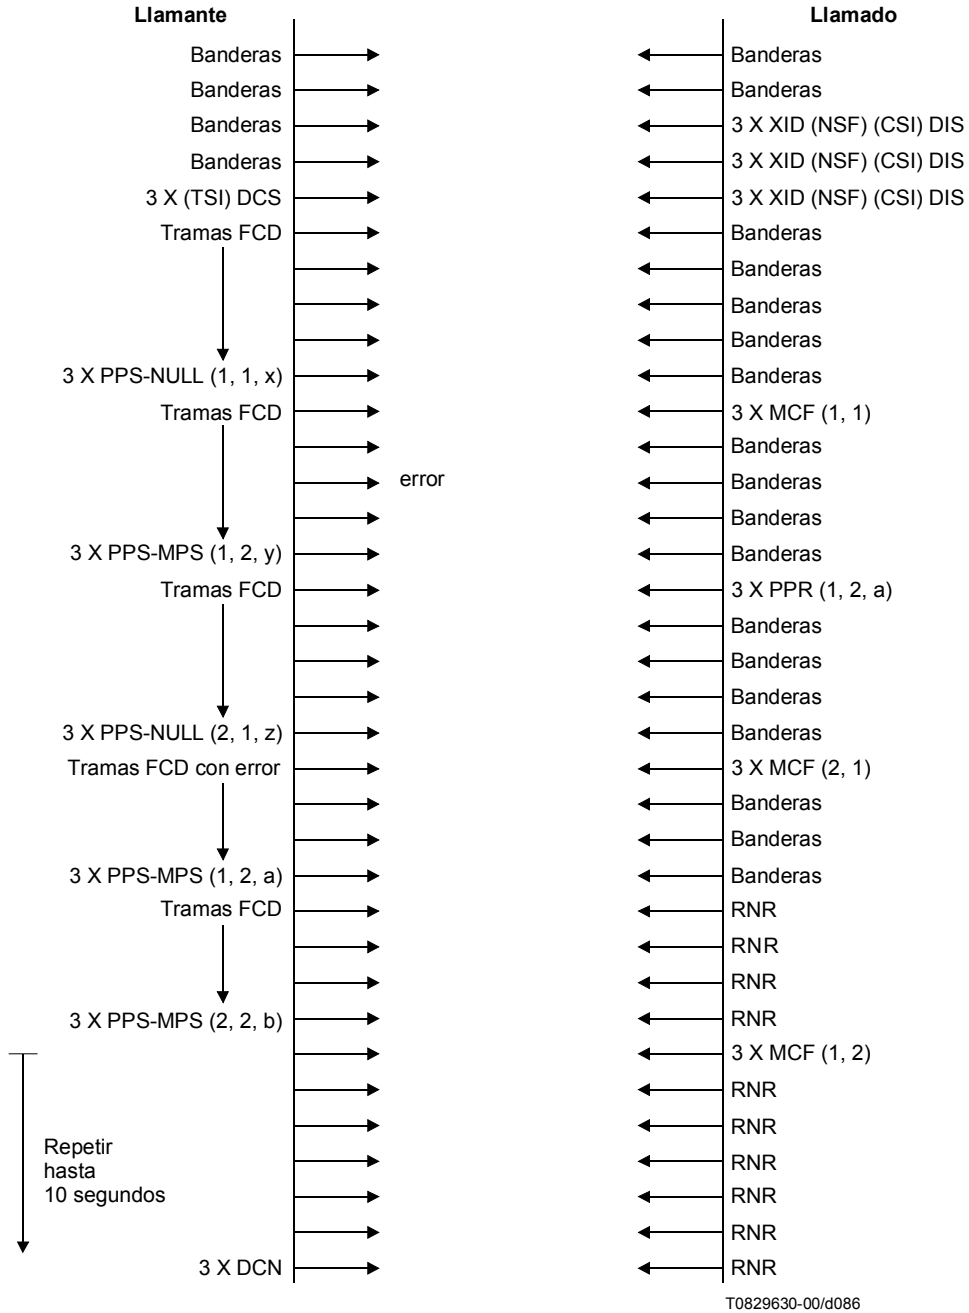 Llamante Llamado
Banderas Banderas
Banderas Banderas
Banderas 3 X XID (NSF) (CSI) DIS
Banderas 3 X XID (NSF) (CSI) DIS
3 X (TSI) DCS 3 X XID (NSF) (CSI) DIS
Tramas FCD Banderas
Banderas
Banderas
Banderas
3 X PPS-NULL (1, 1, x) Banderas
Tramas FCD 3 X MCF (1, 1)
Banderas
error Banderas
Banderas
3 X PPS-MPS (1, 2, y) Banderas
Tramas FCD 3 X PPR (1, 2, a)
Banderas
Banderas
Banderas
3 X PPS-NULL (2, 1, z) Banderas
Tramas FCD con error 3 X MCF (2, 1)
Banderas
Banderas
3 X PPS-MPS (1, 2, a) Banderas
Tramas FCD RNR
RNR
RNR
3 X PPS-MPS (2, 2, b) RNR
3 X MCF (1, 2)
RNR
RNR
Repetir
hasta RNR
10 segundos RNR
RNR
3 X DCN RNR
T0829630-00/d086